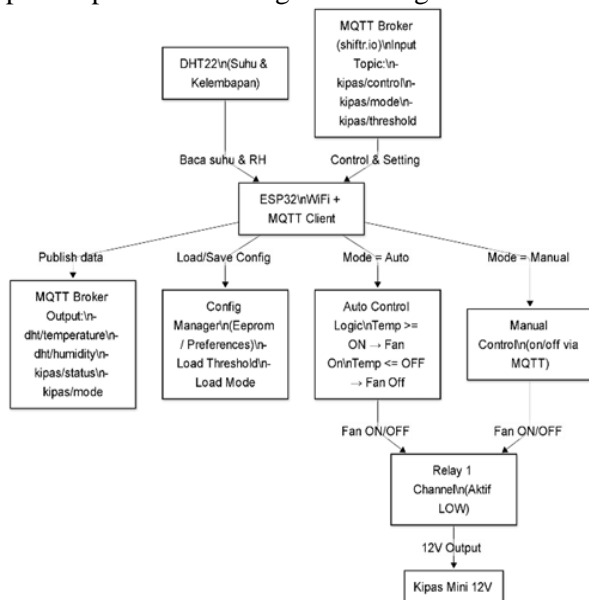 MQTT Broker
(shiftr.io)\nInput
Topic:\n-
kipas/control\n-
kipas/mode\n-
kipas/threshold
DHT22\n(Suhu &
Kelembapan)
Baca suhu & RH
Control & Setting
ESP32\nWiFi +
MQTT Client
Publish data
Load/Save Config
Mode = Auto
Mode = Manual
MQTT Broker
Output:\n-
dht/temperature\n-
dht/humidity\n-
kipas/status\n-
kipas/mode
Config
Manager\n(Eeprom
/ Preferences)\n-
Load Threshold\n-
Load Mode
Auto Control
Logic\nTemp >=
ON → Fan
On\nTemp <= OFF
→ Fan Off
Manual
Control\n(on/off via
MQTT)
Fan ON/OFF
Fan ON/OFF
Relay 1
Channel\n(Aktif
LOW)
12V Output
Kipas Mini 12V